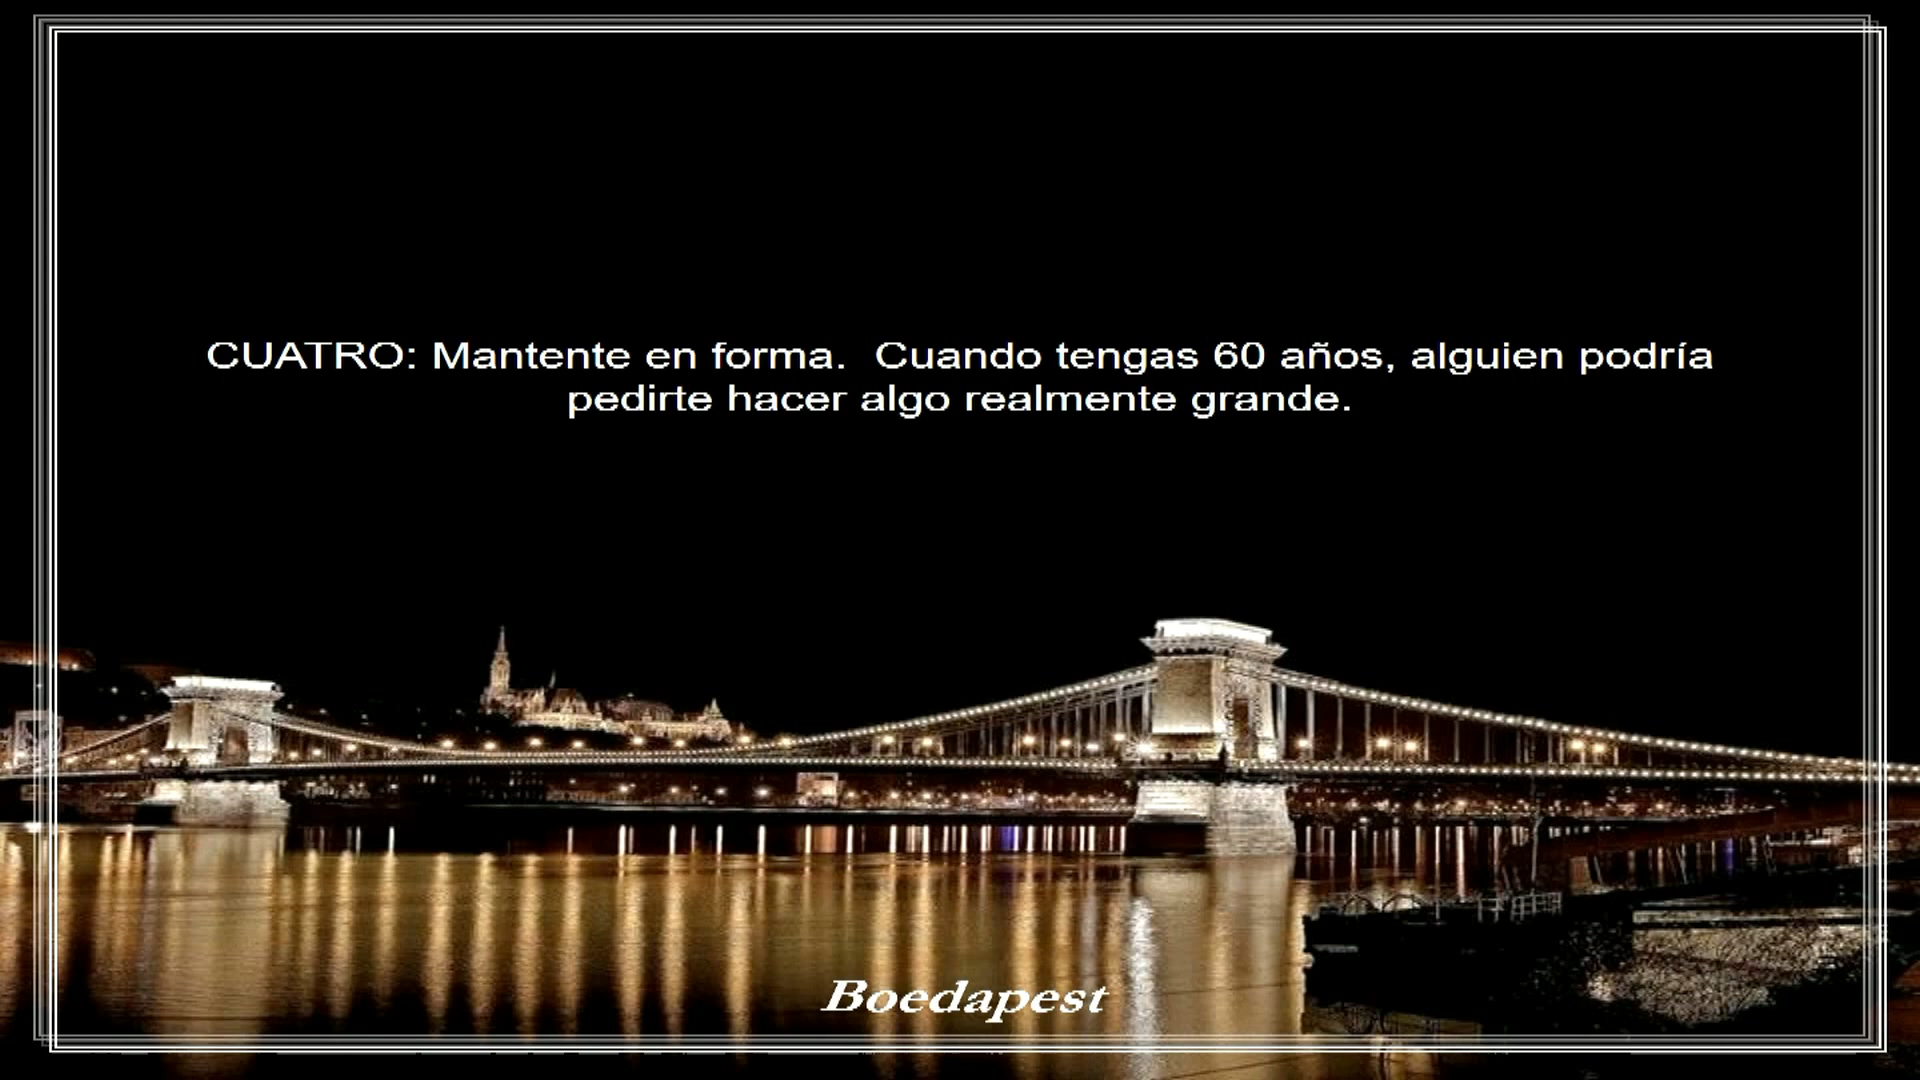 CUATRO: Mantente en forma.  Cuando tengas 60 años, alguien podría
pedirte hacer algo realmente grande.
Boedapest